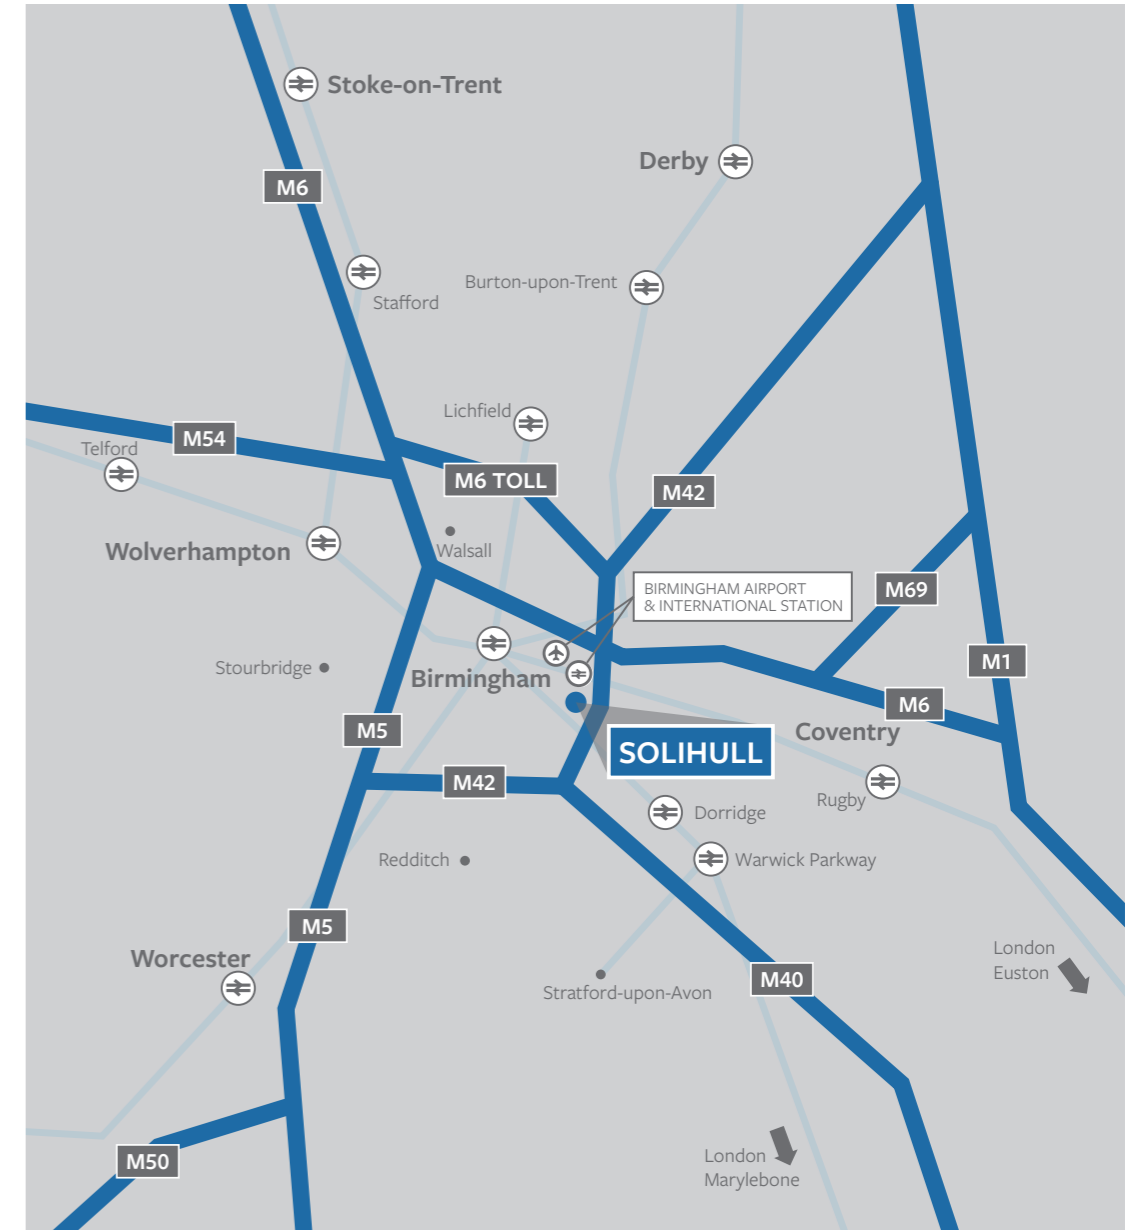 Stoke-on-Trent
Derby
M6
Burton-upon-Trent
Stafford
Lichfield
M54
Telford
M6 TOLL
M42
Wolverhampton
Walsall
BIRMINGHAM AIRPORT
& INTERNATIONAL STATION
M69
Stourbridge
Birmingham
M1
M6
M5
Coventry
SOLIHULL
M42
Rugby
Dorridge
Redditch
Warwick Parkway
M5
Worcester
London
Euston
M40
Stratford-upon-Avon
M50
London
Marylebone